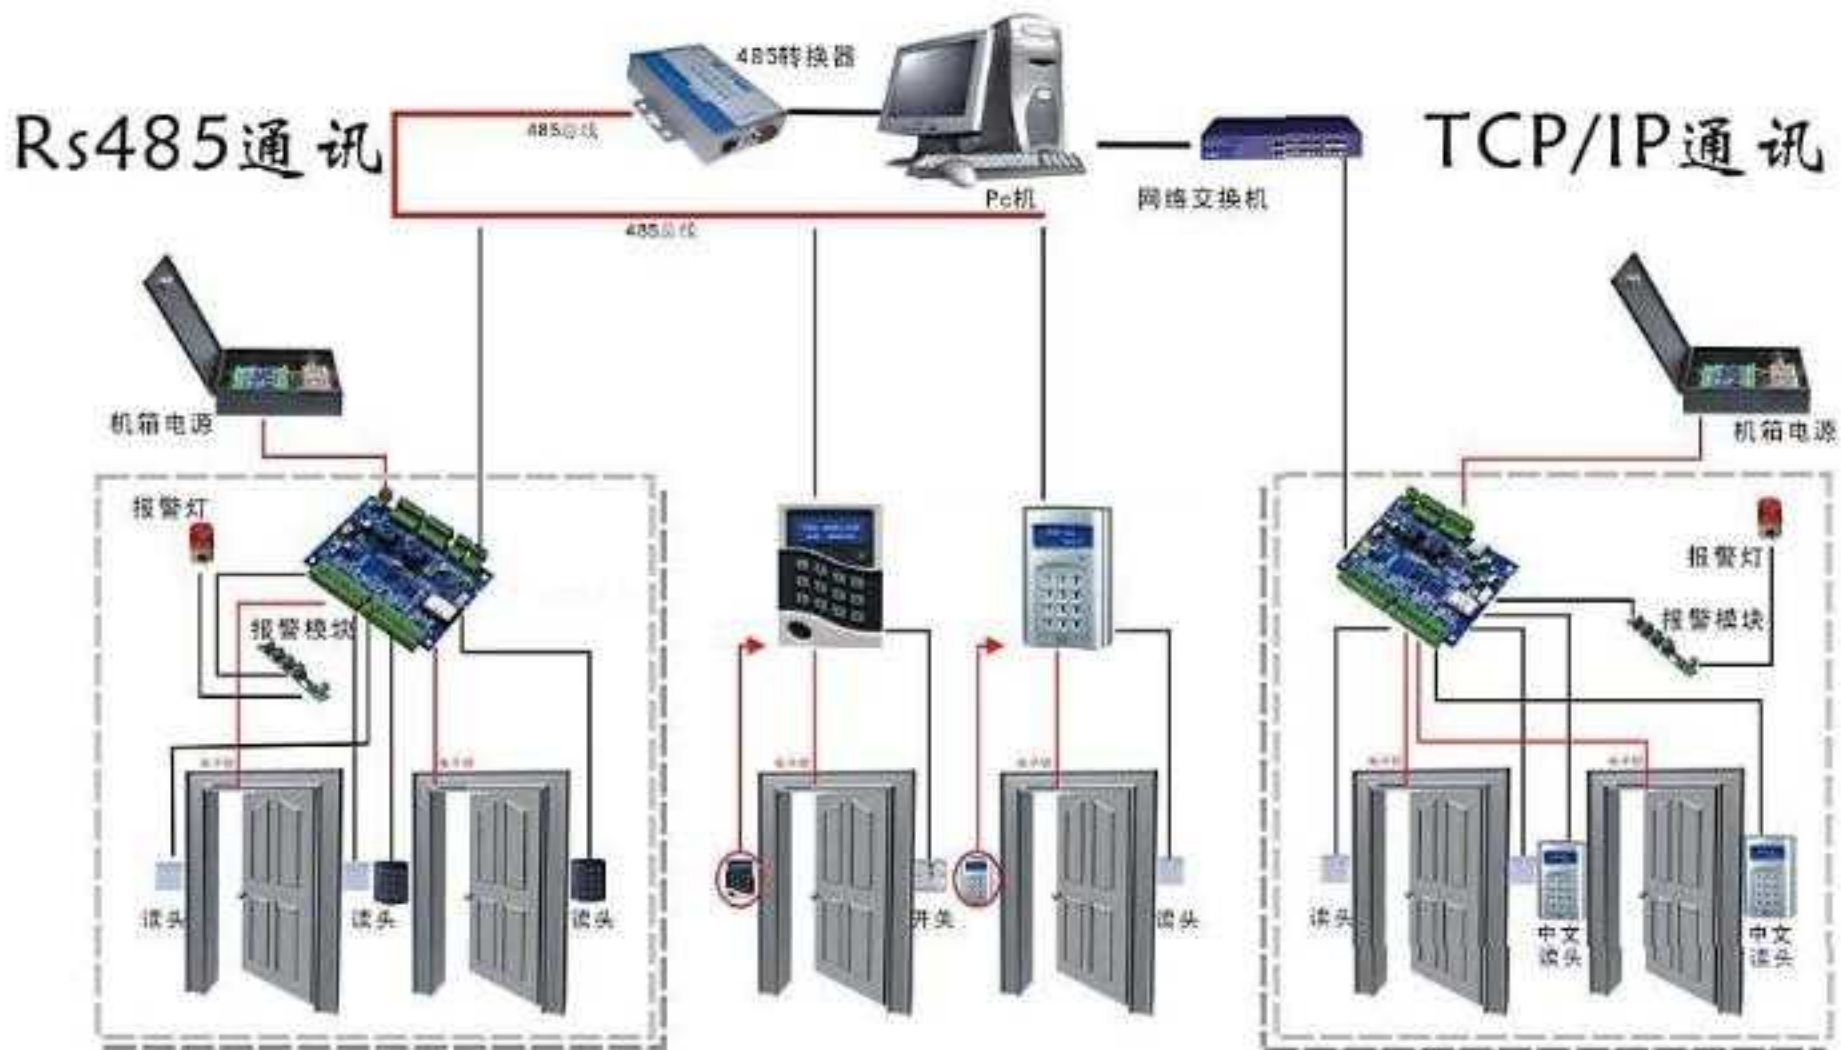 485转换器
Rs485通讯
485总线
TCP/IP通讯
Pc机
网络交换机
485总线
机箱电源
机箱电源
报警灯
报警灯
报警模块
报警模块
读头
读头
读头
开关
读头
读头
中文
读头
中文
读头